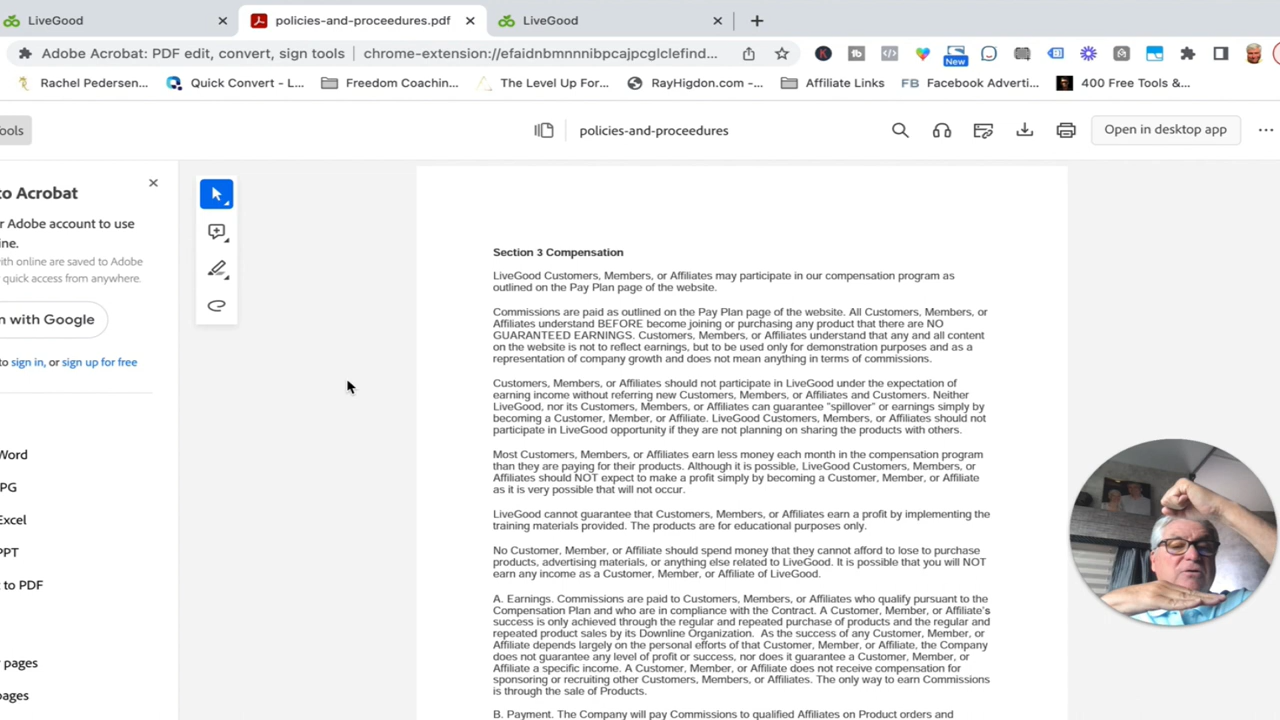 LiveGood
policies-and-proceedures.pdf
LiveGood
Adobe Acrobat: PDF edit, convert, sign tools
chrome-extension://efaidnbmnnnibpcajpcglclefind...
New
Rachel Pedersen...
Quick Convert - L...
Freedom Coachin...
The Level Up For...
RayHigdon.com -...
Affiliate Links
FB Facebook Adverti...
400 Free Tools &...
ools
policies-and-proceedures
Open in desktop app
to Acrobat
r Adobe account to use
ine.
with online are saved to Adobe
quick access from anywhere.
n with Google
to sign in, or sign up for free
Word
PG
Excel
PPT
t to PDF
pages
pages
Section 3 Compensation
LiveGood Customers, Members, or Affiliates may participate in our compensation program as
outlined on the Pay Plan page of the website.
Commissions are paid as outlined on the Pay Plan page of the website. All Customers, Members, or
Affiliates understand BEFORE become joining or purchasing any product that there are NO
GUARANTEED EARNINGS. Customers, Members, or Affiliates understand that any and all content
on the website is not to reflect earnings, but to be used only for demonstration purposes and as a
representation of company growth and does not mean anything in terms of commissions.
Customers, Members, or Affiliates should not participate in LiveGood under the expectation of
earning income without referring new Customers, Members, or Affiliates and Customers. Neither
LiveGood, nor its Customers, Members, or Affiliates can guarantee "spillover" or earnings simply by
becoming a Customer, Member, or Affiliate. LiveGood Customers, Members, or Affiliates should not
participate in LiveGood opportunity if they are not planning on sharing the products with others.
Most Customers, Members, or Affiliates earn less money each month in the compensation program
than they are paying for their products. Although it is possible, LiveGood Customers, Members, or
Affiliates should NOT expect to make a profit simply by becoming a Customer, Member, or Affiliate
as it is very possible that will not occur.
LiveGood cannot guarantee that Customers, Members, or Affiliates earn a profit by implementing the
training materials provided. The products are for educational purposes only.
No Customer, Member, or Affiliate should spend money that they cannot afford to lose to purchase
products, advertising materials, or anything else related to LiveGood. It is possible that you will NOT
earn any income as a Customer, Member, or Affiliate of LiveGood.
A. Earnings. Commissions are paid to Customers, Members, or Affiliates who qualify pursuant to the
Compensation Plan and who are in compliance with the Contract. A Customer, Member, or Affiliate's
success is only achieved through the regular and repeated purchase of products and the regular and
repeated product sales by its Downline Organization. As the success of any Customer, Member, or
Affiliate depends largely on the personal efforts of that Customer, Member, or Affiliate, the Company
does not guarantee any level of profit or success, nor does it guarantee a Customer, Member, or
Affiliate a specific income. A Customer, Member, or Affiliate does not receive compensation for
sponsoring or recruiting other Customers, Members, or Affiliates. The only way to earn Commissions
is through the sale of Products.
B. Payment. The Company will pay Commissions to qualified Affiliates on Product orders and